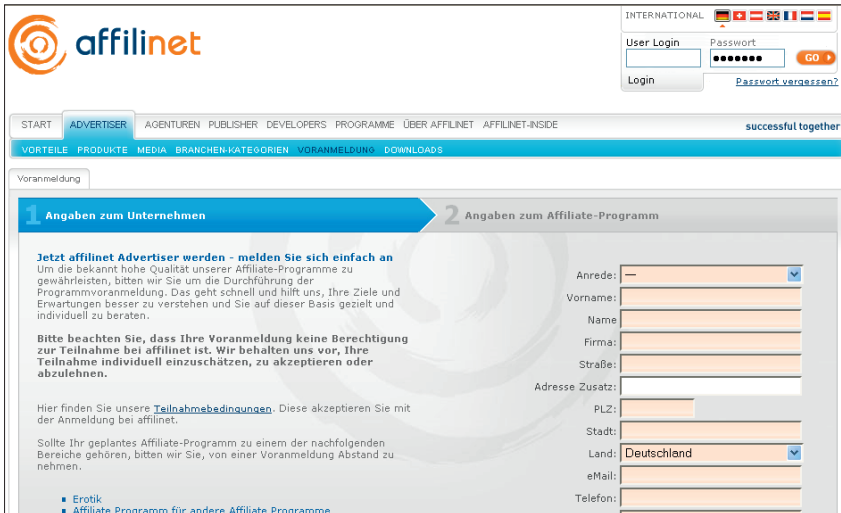 affilinet
INTERNATIONAL
User Login Passwort
GO
Login Passwort vergessen?
START ADVERTISER AGENTUREN PUBLISHER DEVELOPERS PROGRAMME ÜBER AFFILINET AFFILINET-INSIDE
successful together
VORTEILE PRODUKTE MEDIA BRANCHEN-KATEGORIEN VORANMELDUNG DOWNLOADS
Voranmeldung
1 Angaben zum Unternehmen
2 Angaben zum Affiliate-Programm
Jetzt affilinet Advertiser werden - melden Sie sich einfach an
Um die bekannt hohe Qualität unserer Affiliate-Programme zu
gewährleisten, bitten wir Sie um die Durchführung der
Programmvoranmeldung. Das geht schnell und hilft uns, Ihre Ziele und
Erwartungen besser zu verstehen und Sie auf dieser Basis gezielt und
individuell zu beraten.
Bitte beachten Sie, dass Ihre Voranmeldung keine Berechtigung
zur Teilnahme bei affilinet ist. Wir behalten uns vor, Ihre
Teilnahme individuell einzuschätzen, zu akzeptieren oder
abzulehnen.
Hier finden Sie unsere Teilnahmebedingungen. Diese akzeptieren Sie mit
der Anmeldung bei affilinet.
Sollte Ihr geplantes Affiliate-Programm zu einem der nachfolgenden
Bereiche gehören, bitten wir Sie, von einer Voranmeldung Abstand zu
nehmen.
Erotik
Affiliate Programm für andere Affiliate Programme
Anrede: —
Vorname:
Name
Firma:
Straße:
Adresse Zusatz:
PLZ:
Stadt:
Land: Deutschland
eMail:
Telefon: